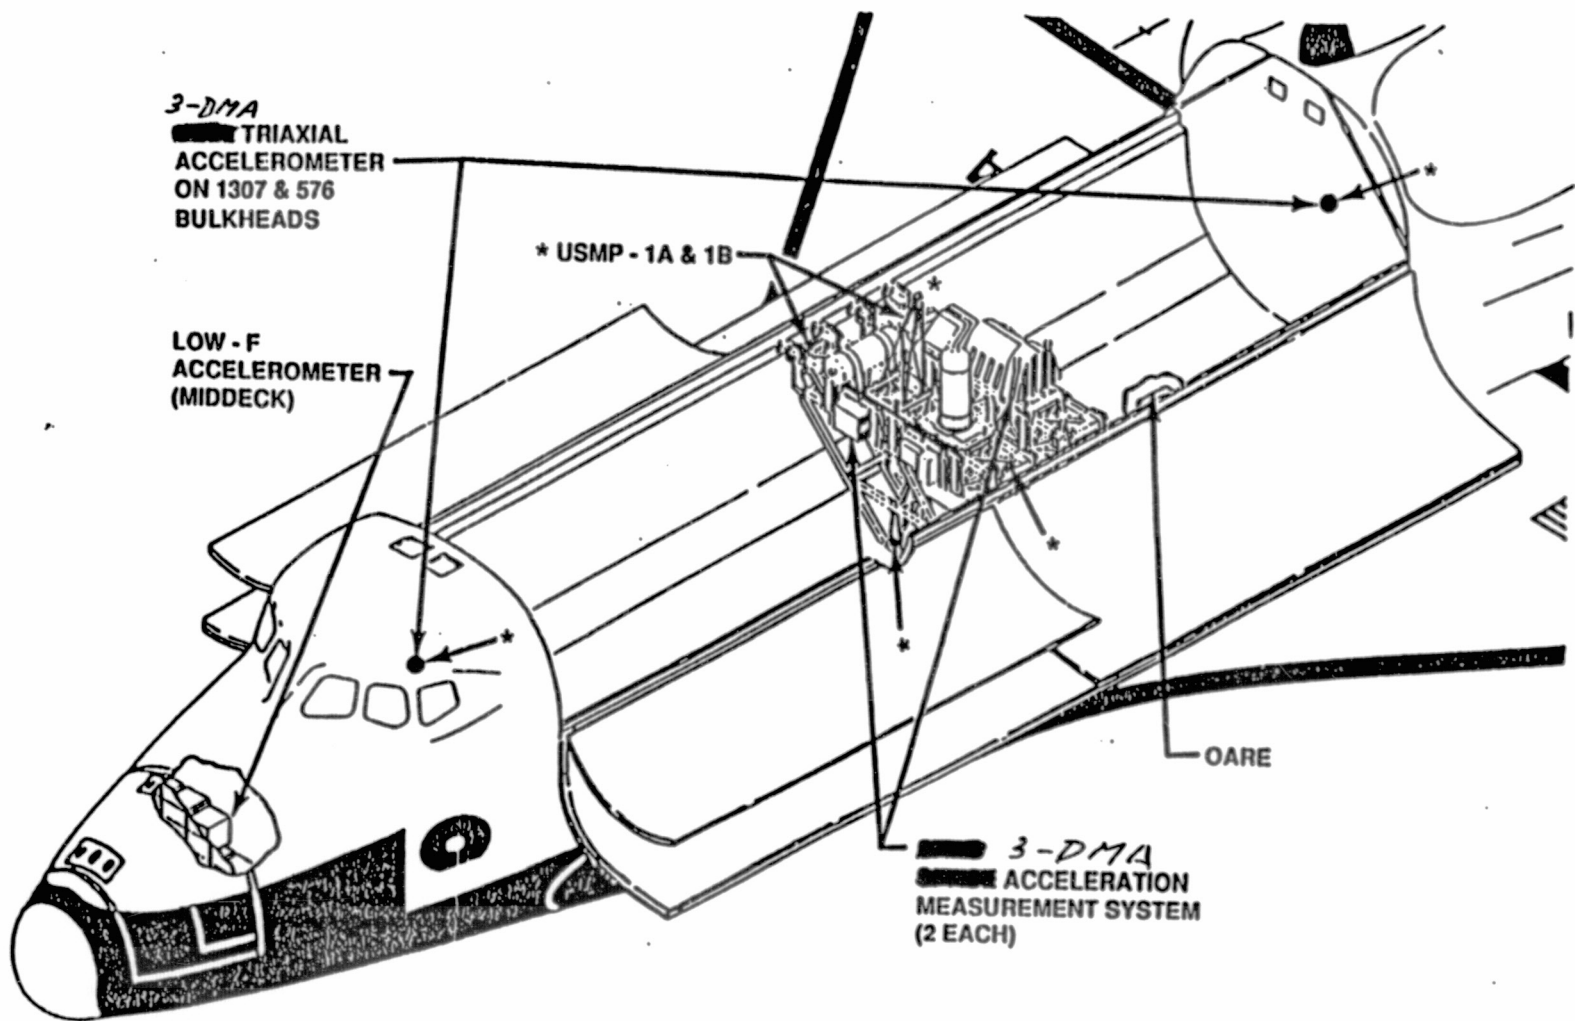 3-DMA
TRIAXIAL
ACCELEROMETER
ON 1307 & 576
BULKHEADS
* USMP - 1A & 1B
*
*
LOW - F
ACCELEROMETER
(MIDDECK)
*
*
*
OARE
3-DMA
ACCELERATION
MEASUREMENT SYSTEM
(2 EACH)